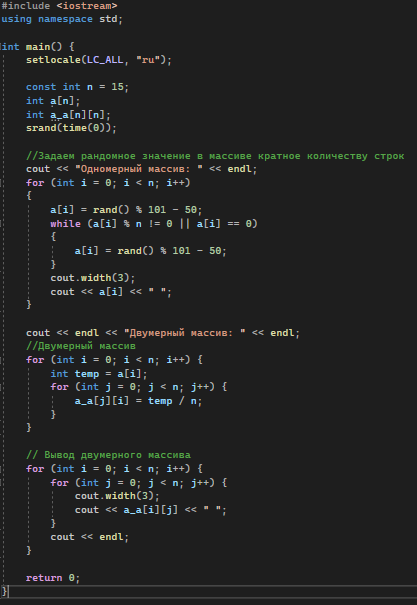 #include <iostream>
using namespace std;
int main() {
setlocale(LC_ALL, "ru");
const int n = 15;
int a[n];
int a_a[n][n];
srand(time(0));
//Задаем рандомное значение в массиве кратное количеству строк
cout << "Одномерный массив: " << endl;
for (int i = 0; i < n; i++)
{
a[i] = rand() % 101 - 50;
while (a[i] % n != 0 || a[i] == 0)
{
a[i] = rand() % 101 - 50;
}
cout.width(3);
cout << a[i] << " ";
}
cout << endl << "Двумерный массив: " << endl;
//Двумерный массив
for (int i = 0; i < n; i++) {
int temp = a[i];
for (int j = 0; j < n; j++) {
a_a[j][i] = temp / n;
}
}
// Вывод двумерного массива
for (int i = 0; i < n; i++) {
for (int j = 0; j < n; j++) {
cout.width(3);
cout << a_a[i][j] << " ";
}
cout << endl;
}
return 0;
}